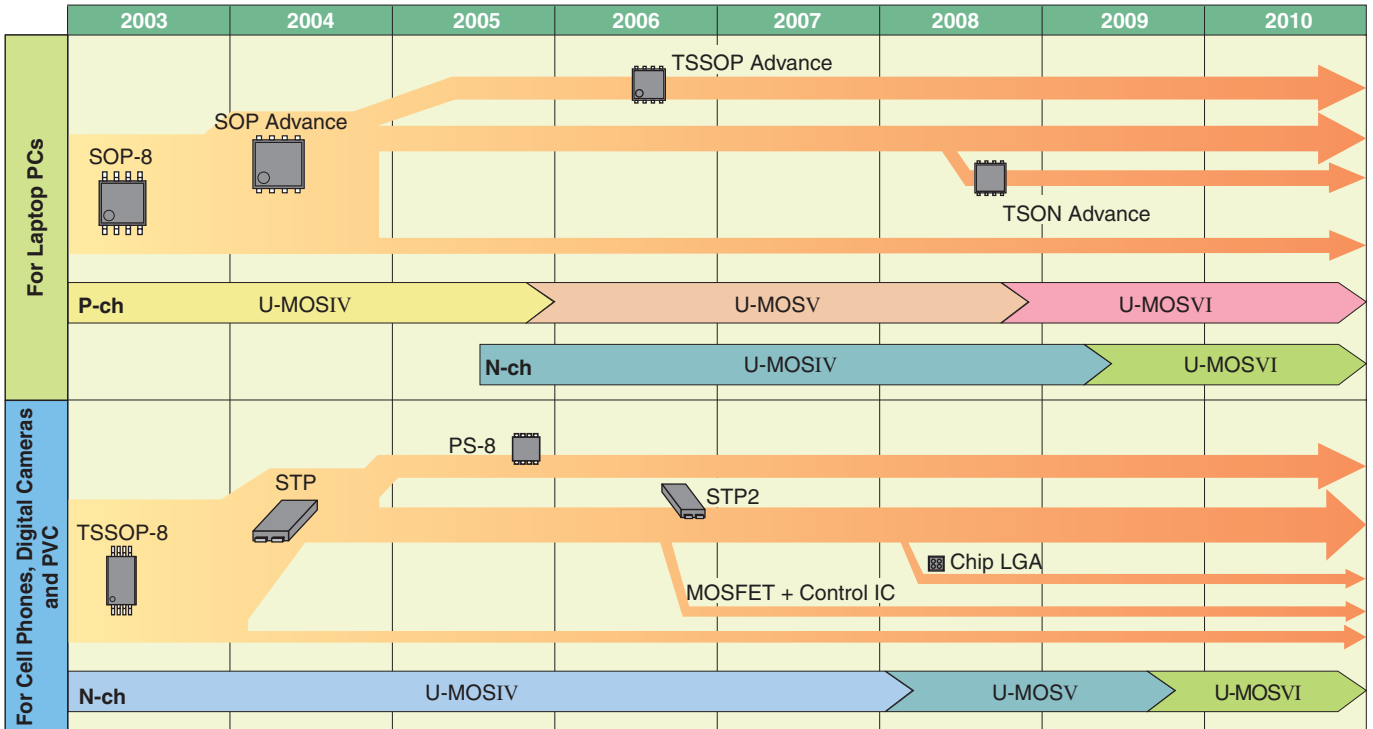 2003 2004 2005 2006 2007 2008 2009 2010
For Laptop PCs
TSSOP Advance
SOP Advance
SOP-8
TSON Advance
P-ch U-MOSIV U-MOSV U-MOSVI
N-ch U-MOSIV U-MOSVI
For Cell Phones, Digital Cameras
and PVC
PS-8
STP
STP2
TSSOP-8
Chip LGA
MOSFET + Control IC
N-ch U-MOSIV U-MOSV U-MOSVI